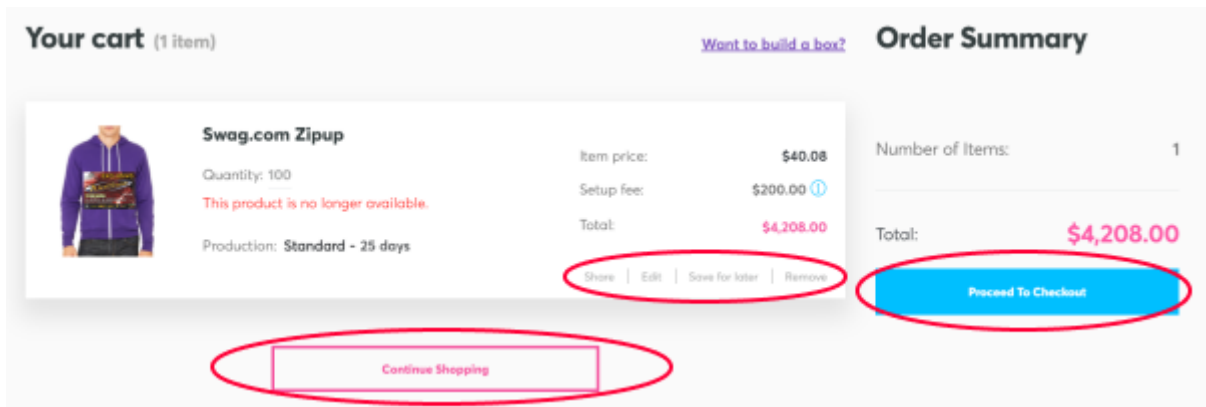 Your cart (1 item)
Want to build a box?
Swag.com Zipup
Quantity: 100
This product is no longer available.
Production: Standard - 25 days
Item price: $40.08
Setup fee: $200.00
Total: $4,208.00
Share | Edit | Save for later | Remove
Continue Shopping
Order Summary
Number of Items: 1
Total: $4,208.00
Proceed To Checkout